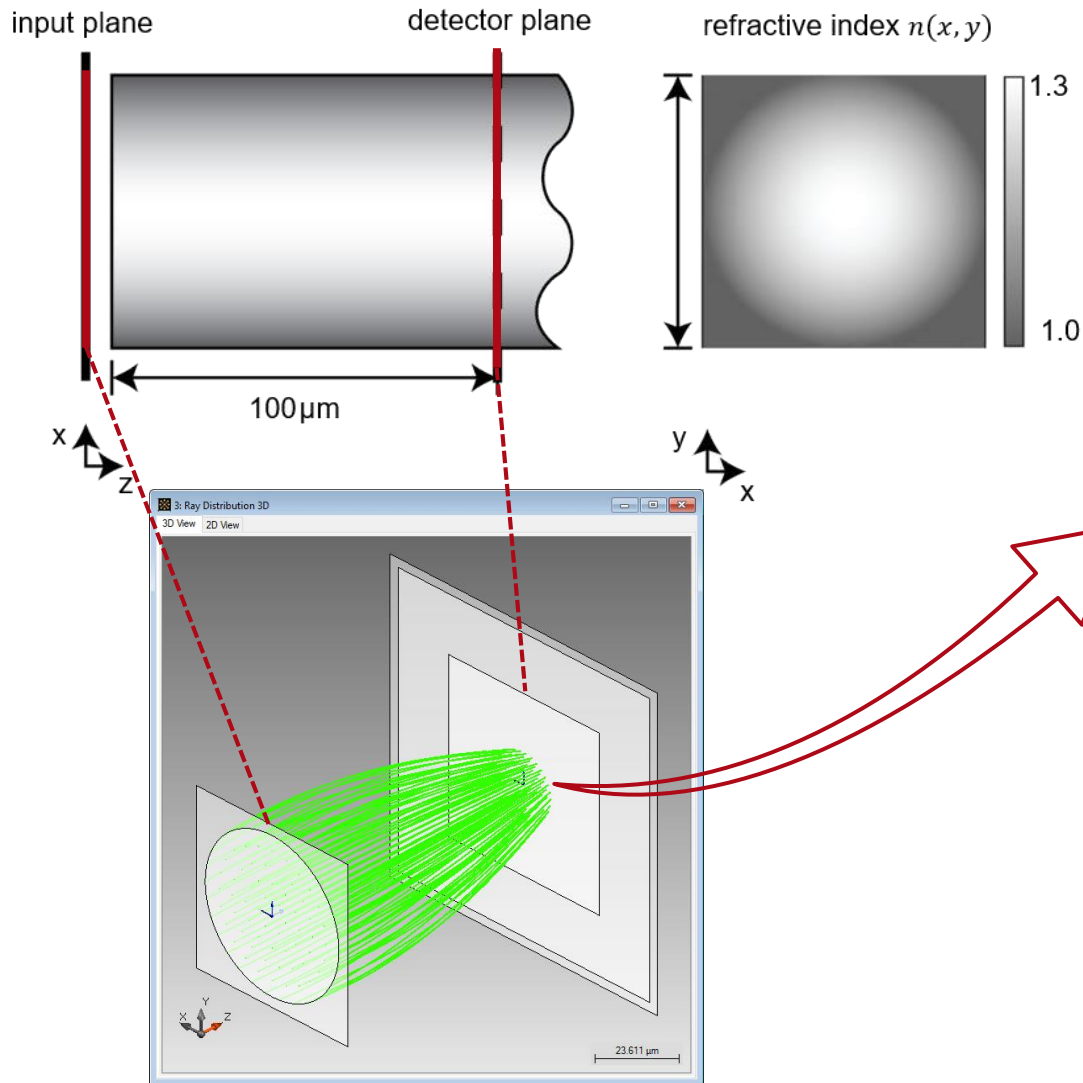 input plane
detector plane
refractive index n(x, y)
1.3
1.0
100μm
x
z
y
x
3: Ray Distribution 3D
3D View 2D View
Y
X
Z
23.611 μm